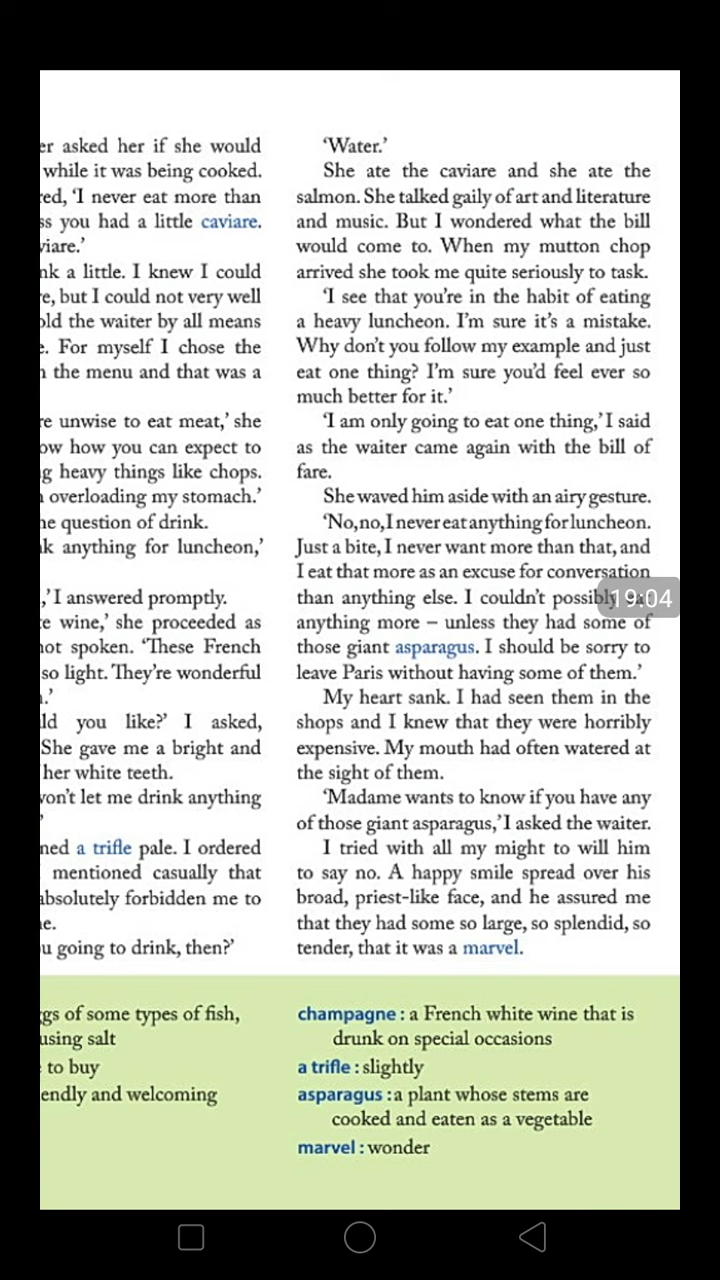 er asked her if she would
while it was being cooked.
red, 'I never eat more than
ss you had a little caviare.
viare.'
nk a little. I knew I could
e, but I could not very well
old the waiter by all means
e. For myself I chose the
n the menu and that was a
re unwise to eat meat,' she
ow how you can expect to
g heavy things like chops.
overloading my stomach.'
he question of drink.
nk anything for luncheon,'
,' I answered promptly.
te wine,' she proceeded as
not spoken. 'These French
so light. They're wonderful
.'
ld you like?' I asked,
She gave me a bright and
her white teeth.
won't let me drink anything
'
ned a trifle pale. I ordered
mentioned casually that
absolutely forbidden me to
ne.
u going to drink, then?'
'Water.'
She ate the caviare and she ate the
salmon. She talked gaily of art and literature
and music. But I wondered what the bill
would come to. When my mutton chop
arrived she took me quite seriously to task.
'I see that you're in the habit of eating
a heavy luncheon. I'm sure it's a mistake.
Why don't you follow my example and just
eat one thing? I'm sure you'd feel ever so
much better for it.'
'I am only going to eat one thing,' I said
as the waiter came again with the bill of
fare.
She waved him aside with an airy gesture.
'No, no, I never eat anything for luncheon.
Just a bite, I never want more than that, and
I eat that more as an excuse for conversation
than anything else. I couldn't possibly
19:04
anything more – unless they had some of
those giant asparagus. I should be sorry to
leave Paris without having some of them.'
My heart sank. I had seen them in the
shops and I knew that they were horribly
expensive. My mouth had often watered at
the sight of them.
'Madame wants to know if you have any
of those giant asparagus,' I asked the waiter.
I tried with all my might to will him
to say no. A happy smile spread over his
broad, priest-like face, and he assured me
that they had some so large, so splendid, so
tender, that it was a marvel.
ggs of some types of fish,
using salt
to buy
endly and welcoming
champagne : a French white wine that is
drunk on special occasions
a trifle : slightly
asparagus : a plant whose stems are
cooked and eaten as a vegetable
marvel : wonder